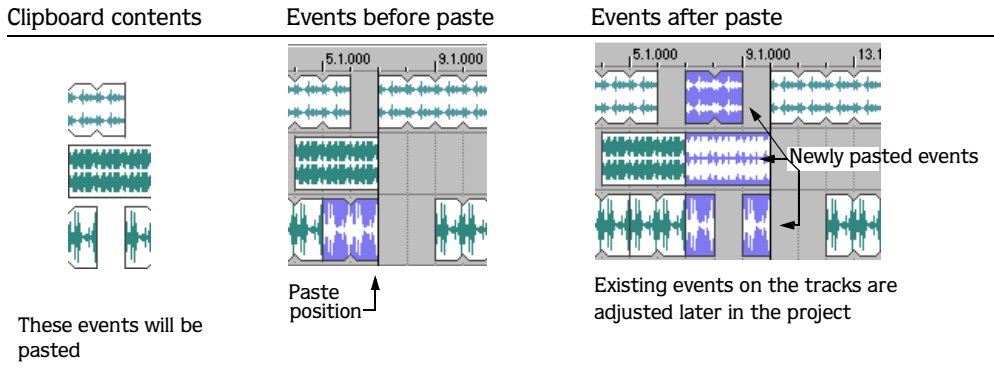 Clipboard contents
Events before paste
Events after paste
5.1.000 9.1.000
5.1.000 9.1.000 13.1
Newly pasted events
Paste
position
Existing events on the tracks are
adjusted later in the project
These events will be
pasted